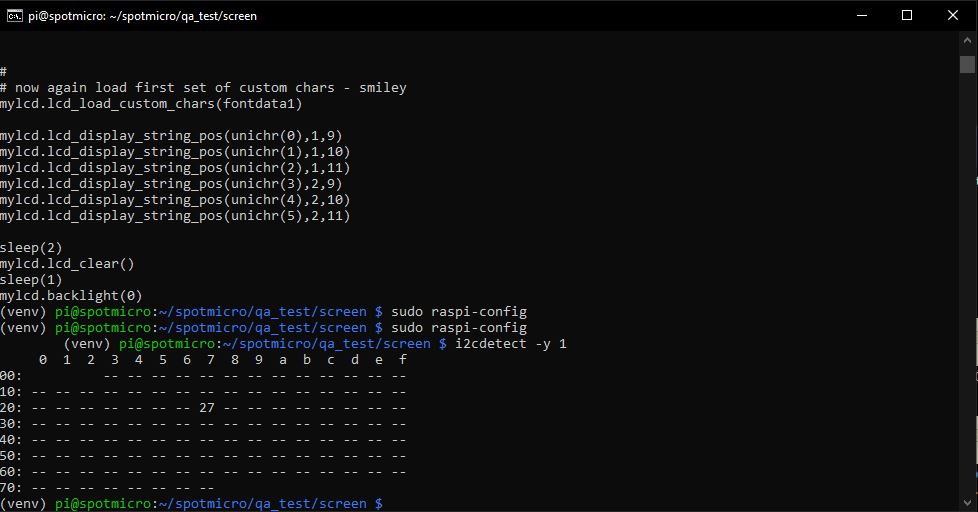 pi@spotmicro: ~/spotmicro/qa_test/screen
#
# now again load first set of custom chars - smiley
mylcd.lcd_load_custom_chars(fontdata1)
mylcd.lcd_display_string_pos(unichr(0),1,9)
mylcd.lcd_display_string_pos(unichr(1),1,10)
mylcd.lcd_display_string_pos(unichr(2),1,11)
mylcd.lcd_display_string_pos(unichr(3),2,9)
mylcd.lcd_display_string_pos(unichr(4),2,10)
mylcd.lcd_display_string_pos(unichr(5),2,11)
sleep(2)
mylcd.lcd_clear()
sleep(1)
mylcd.backlight(0)
(venv) pi@spotmicro:~/spotmicro/qa_test/screen $ sudo raspi-config
(venv) pi@spotmicro:~/spotmicro/qa_test/screen $ sudo raspi-config
(venv) pi@spotmicro:~/spotmicro/qa_test/screen $ i2cdetect -y 1
     0  1  2  3  4  5  6  7  8  9  a  b  c  d  e  f
00:          -- -- -- -- -- -- -- -- -- -- -- -- --
10: -- -- -- -- -- -- -- -- -- -- -- -- -- -- -- --
20: -- -- -- -- -- -- -- 27 -- -- -- -- -- -- -- --
30: -- -- -- -- -- -- -- -- -- -- -- -- -- -- -- --
40: -- -- -- -- -- -- -- -- -- -- -- -- -- -- -- --
50: -- -- -- -- -- -- -- -- -- -- -- -- -- -- -- --
60: -- -- -- -- -- -- -- -- -- -- -- -- -- -- -- --
70: -- -- -- -- -- -- -- --
(venv) pi@spotmicro:~/spotmicro/qa_test/screen $